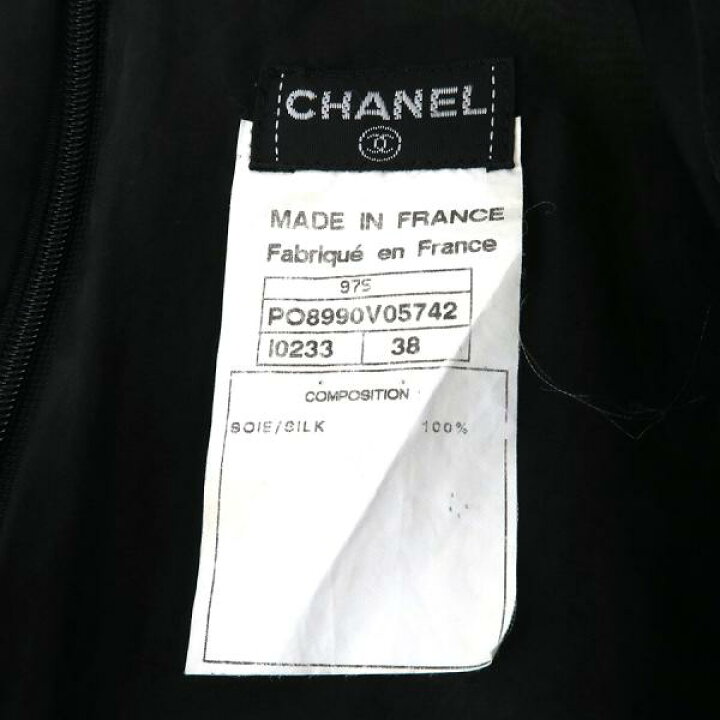 CHANEL
MADE IN FRANCE
Fabriqué en France
97S
PO8990V05742
I0233 38
COMPOSITION
SOIE/SILK 100%